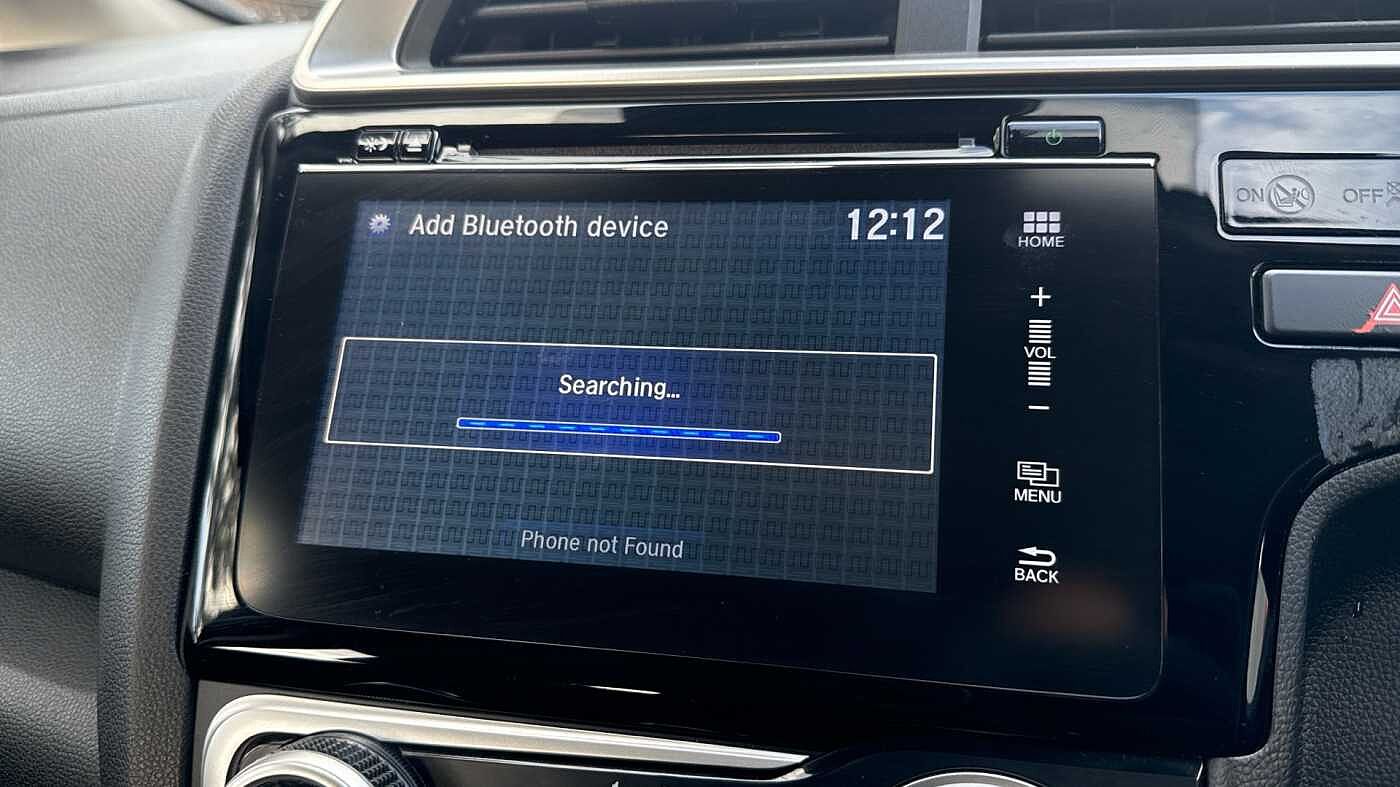 Add Bluetooth device
12:12
HOME
+
VOL
−
Searching...
MENU
Phone not Found
BACK
ON
OFF